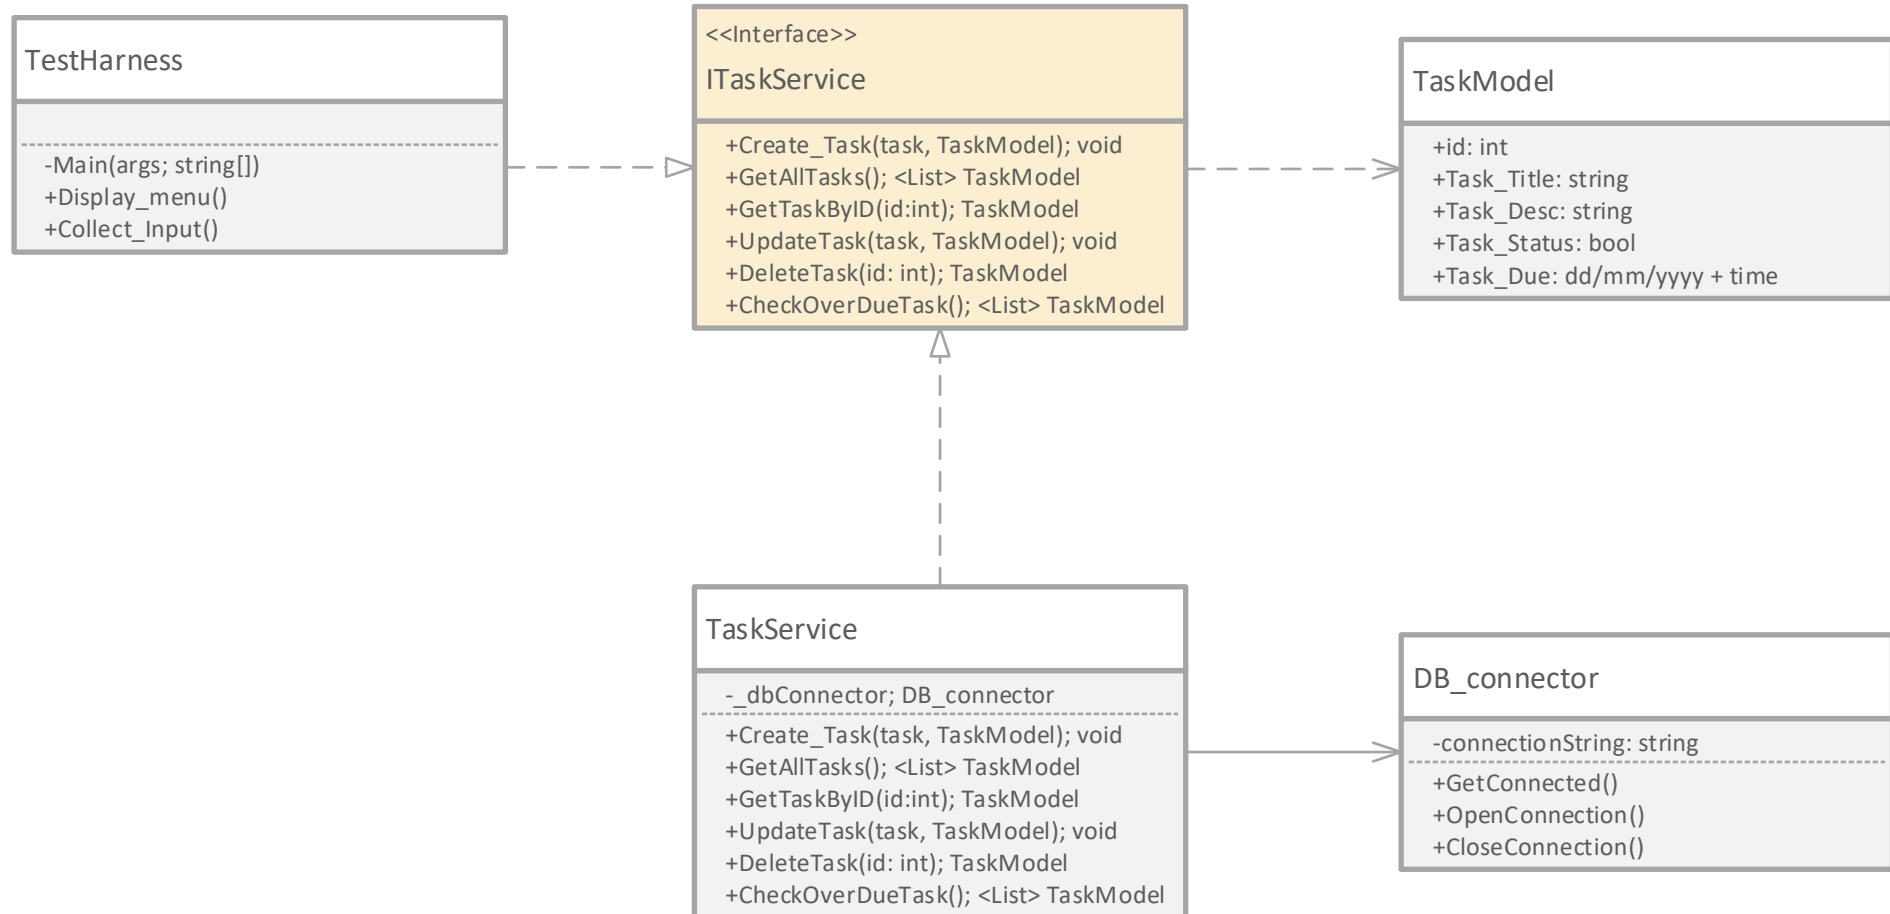 TestHarness
-Main(args; string[])
+Display_menu()
+Collect_Input()
<<Interface>>
ITaskService
+Create_Task(task, TaskModel); void
+GetAllTasks(); <List> TaskModel
+GetTaskByID(id:int); TaskModel
+UpdateTask(task, TaskModel); void
+DeleteTask(id: int); TaskModel
+CheckOverDueTask(); <List> TaskModel
TaskModel
+id: int
+Task_Title: string
+Task_Desc: string
+Task_Status: bool
+Task_Due: dd/mm/yyyy + time
TaskService
-_dbConnector; DB_connector
+Create_Task(task, TaskModel); void
+GetAllTasks(); <List> TaskModel
+GetTaskByID(id:int); TaskModel
+UpdateTask(task, TaskModel); void
+DeleteTask(id: int); TaskModel
+CheckOverDueTask(); <List> TaskModel
DB_connector
-connectionString: string
+GetConnected()
+OpenConnection()
+CloseConnection()